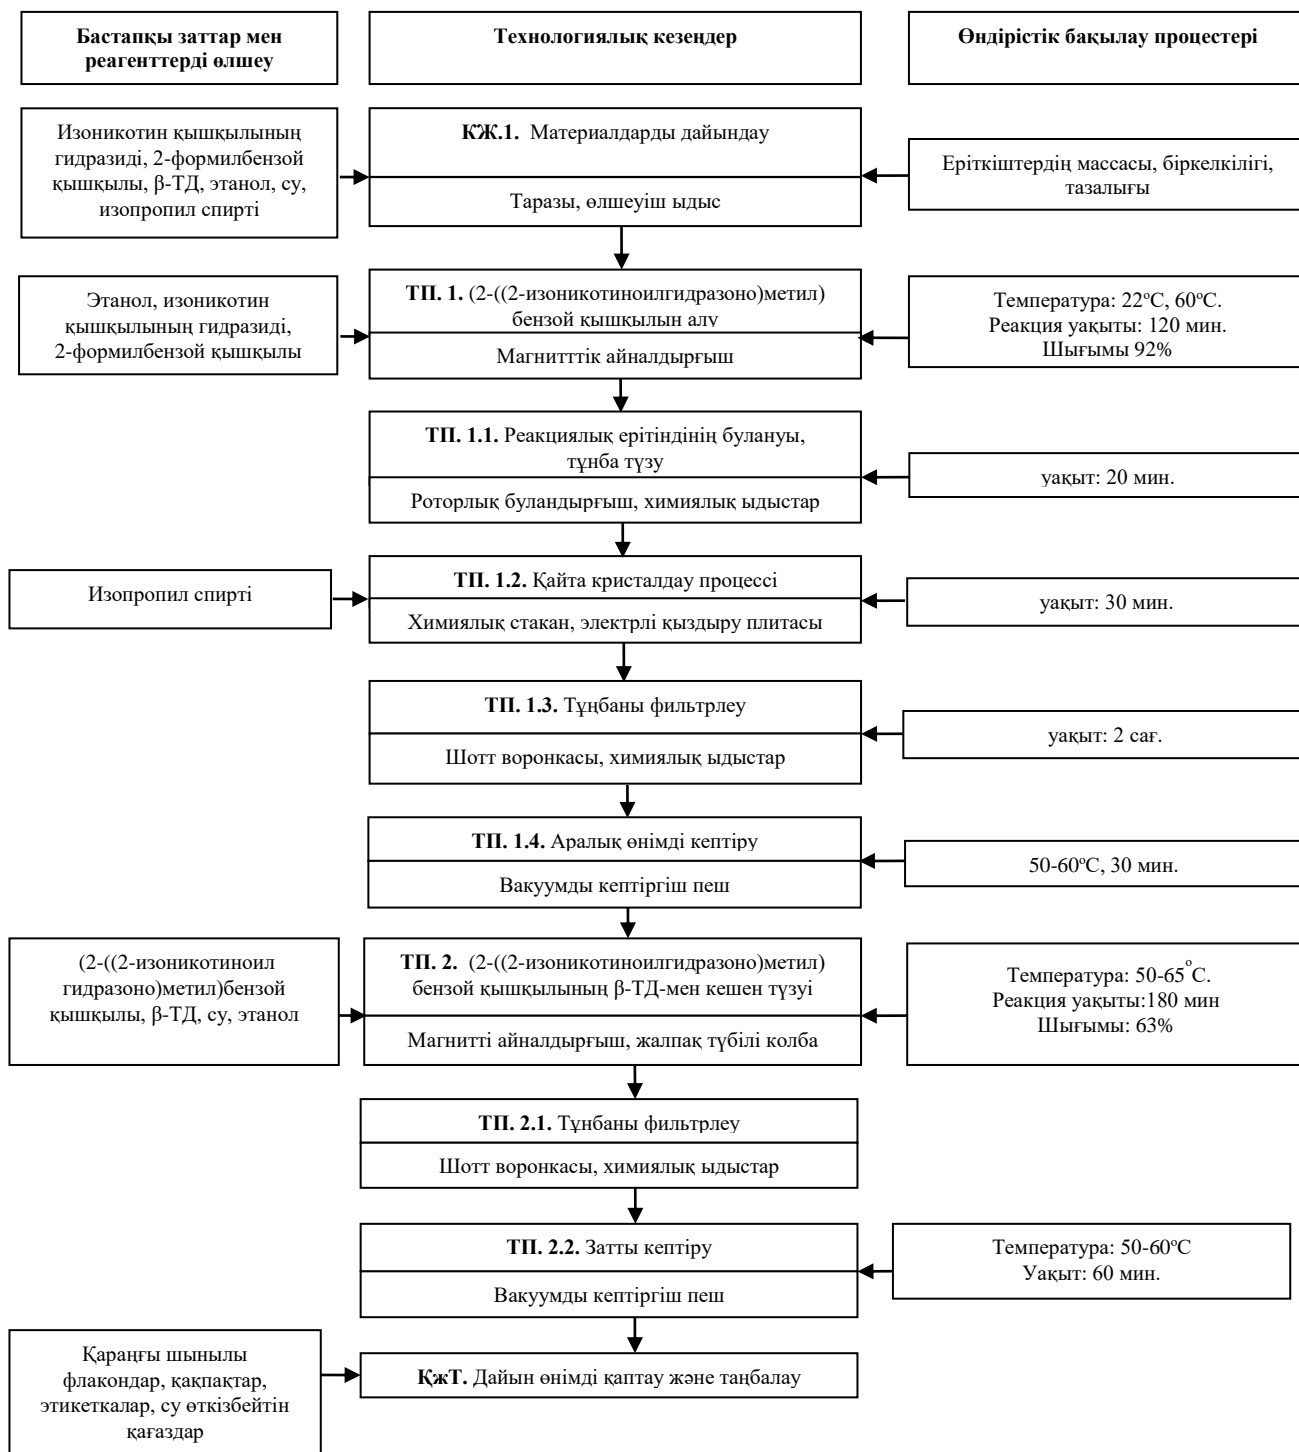 Бастапқы заттар мен
реагенттерді өлшеу
Технологиялық кезеңдер
Өндірістік бақылау процестері
Изоникотин қышқылының
гидразиді, 2-формилбензой
қышқылы, β-ТД, этанол, су,
изопропил спирті
КЖ.1. Материалдарды дайындау
Таразы, өлшеуіш ыдыс
Еріткіштердің массасы, біркелкілігі,
тазалығы
Этанол, изоникотин
қышқылының гидразиді,
2-формилбензой қышқылы
ТП. 1. (2-((2-изоникотиноилгидразоно)метил)
бензой қышқылын алу
Магнитттік айналдырғыш
Температура: 22ºС, 60ºС.
Реакция уақыты: 120 мин.
Шығымы 92%
ТП. 1.1. Реакциялық ерітіндінің булануы,
тұнба түзу
Роторлық буландырғыш, химиялық ыдыстар
уақыт: 20 мин.
Изопропил спирті
ТП. 1.2. Қайта кристалдау процессі
Химиялық стакан, электрлі қыздыру плитасы
уақыт: 30 мин.
ТП. 1.3. Тұңбаны фильтрлеу
Шотт воронкасы, химиялық ыдыстар
уақыт: 2 сағ.
ТП. 1.4. Аралық өнімді кептіру
Вакуумды кептіргіш пеш
50-60ºС, 30 мин.
(2-((2-изоникотиноил
гидразоно)метил)бензой
қышқылы, β-ТД, су, этанол
ТП. 2. (2-((2-изоникотиноилгидразоно)метил)
бензой қышқылының β-ТД-мен кешен түзуі
Магнитті айналдырғыш, жалпақ түбілі колба
Температура: 50-65°С.
Реакция уақыты:180 мин
Шығымы: 63%
ТП. 2.1. Тұнбаны фильтрлеу
Шотт воронкасы, химиялық ыдыстар
ТП. 2.2. Затты кептіру
Вакуумды кептіргіш пеш
Температура: 50-60ºС
Уақыт: 60 мин.
Қараңғы шынылы
флакондар, қақпақтар,
этикеткалар, су өткізбейтін
қағаздар
ҚжТ. Дайын өнімді қаптау және таңбалау